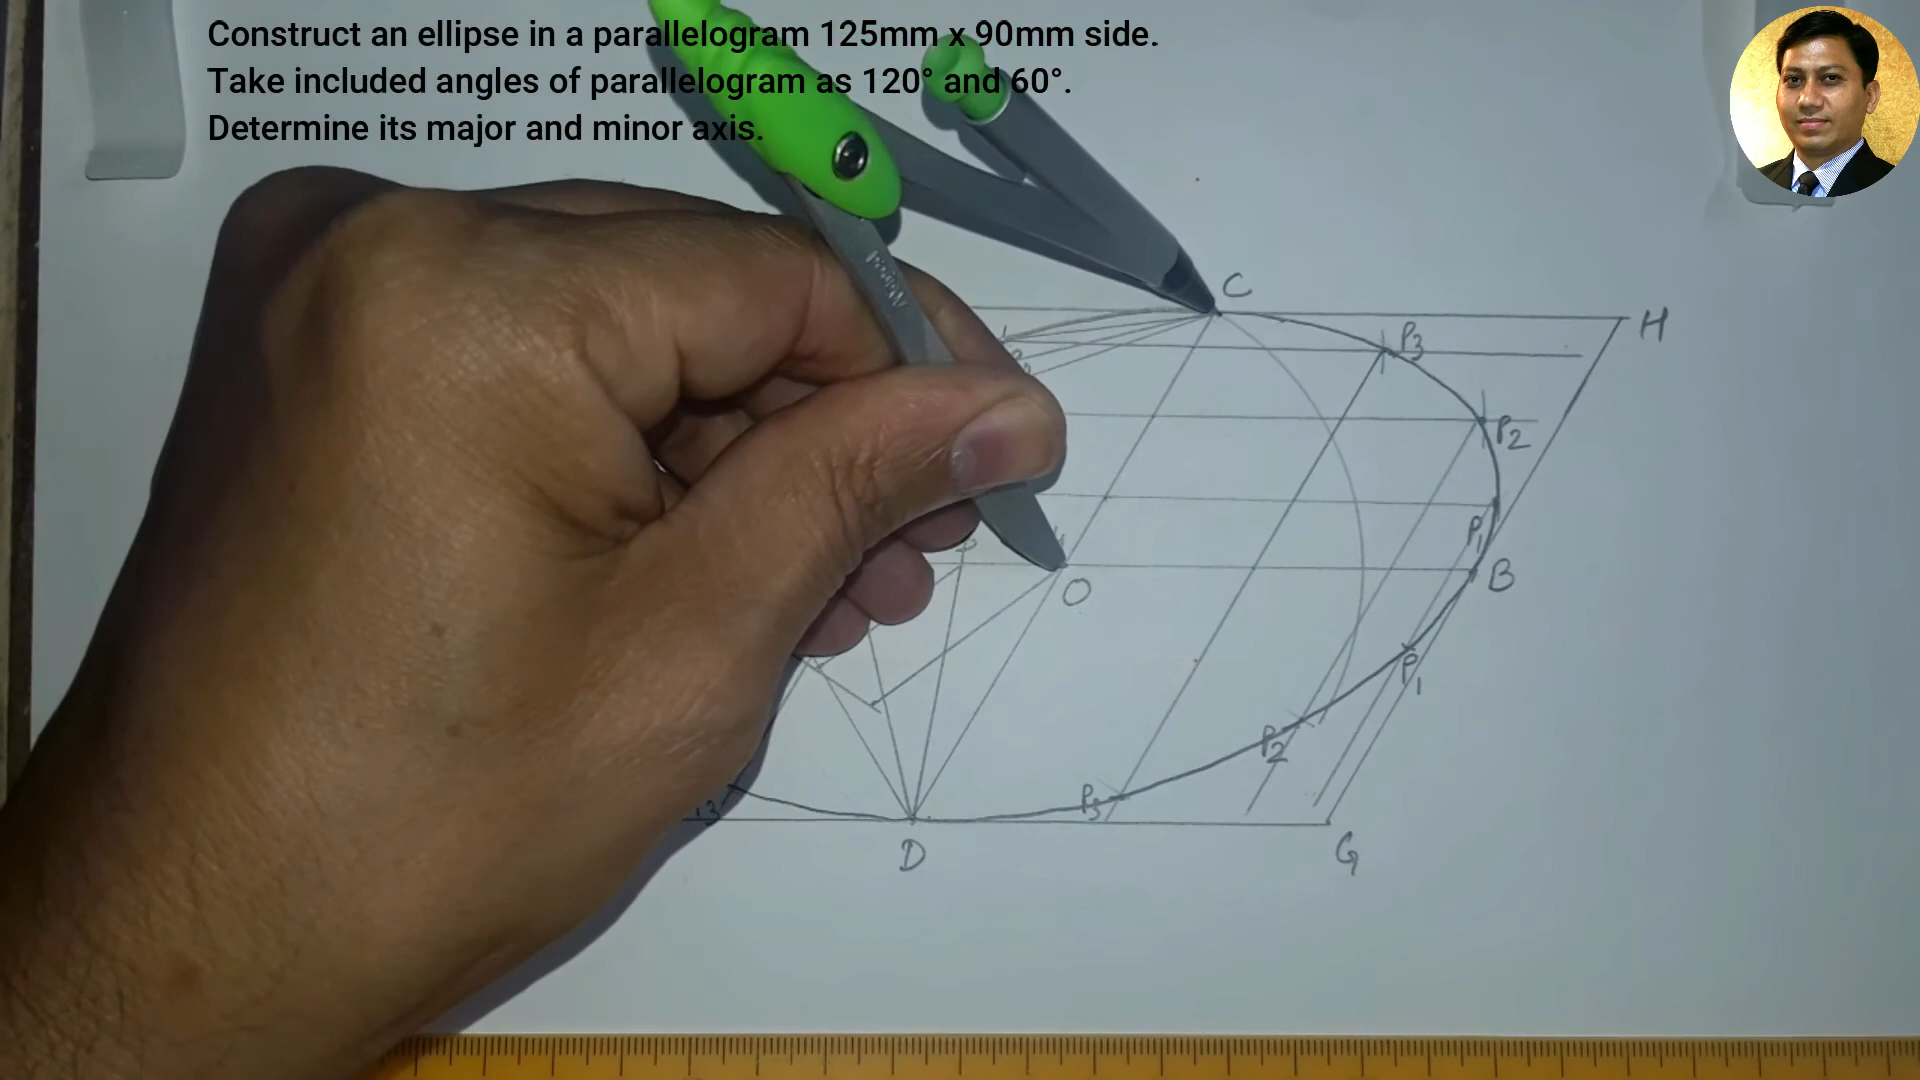 Construct an ellipse in a parallelogram 125mm x 90mm side.
Take included angles of parallelogram as 120° and 60°.
Determine its major and minor axis.
C
H
P3
P2
P1
B
O
P1
P2
P3
D
G